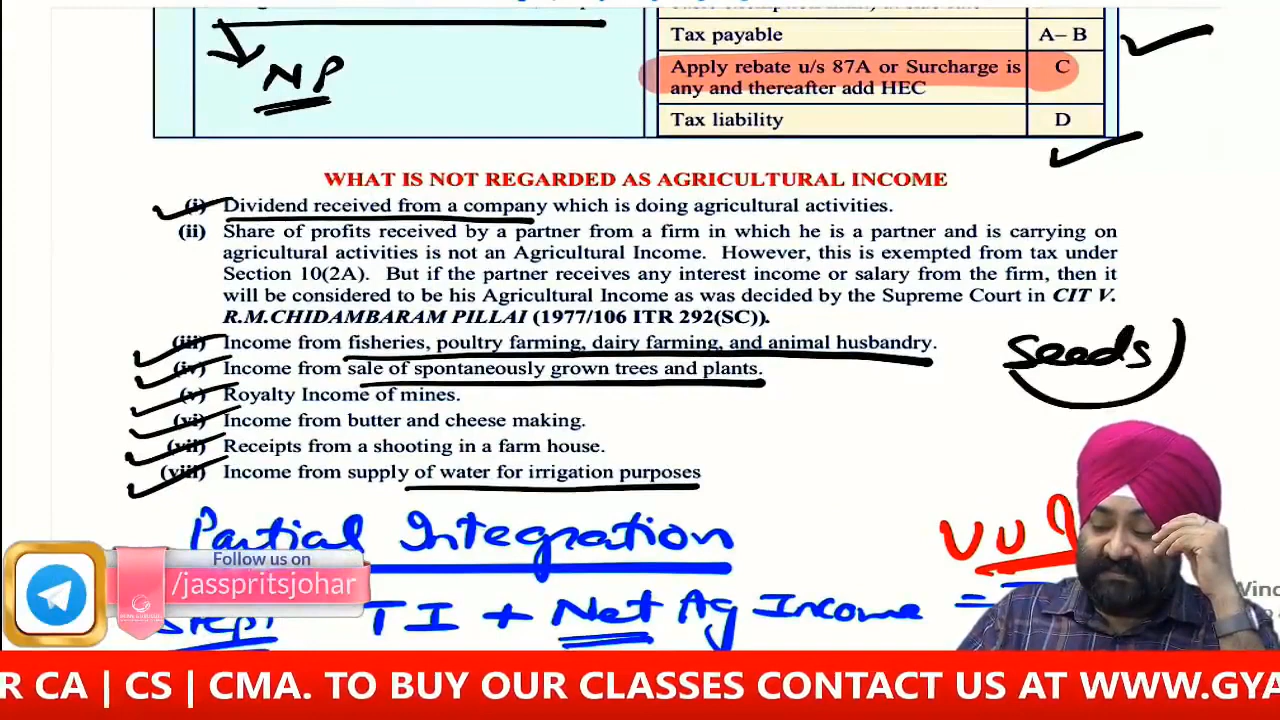 Tax payable A– B
NP
Apply rebate u/s 87A or Surcharge is C
any and thereafter add HEC
Tax liability D
WHAT IS NOT REGARDED AS AGRICULTURAL INCOME
(i) Dividend received from a company which is doing agricultural activities.
(ii) Share of profits received by a partner from a firm in which he is a partner and is carrying on
agricultural activities is not an Agricultural Income. However, this is exempted from tax under
Section 10(2A). But if the partner receives any interest income or salary from the firm, then it
will be considered to be his Agricultural Income as was decided by the Supreme Court in CIT V.
R.M.CHIDAMBARAM PILLAI (1977/106 ITR 292(SC)).
(iii) Income from fisheries, poultry farming, dairy farming, and animal husbandry.
seeds
(iv) Income from sale of spontaneously grown trees and plants.
(v) Royalty Income of mines.
(vi) Income from butter and cheese making.
(vii) Receipts from a shooting in a farm house.
(viii) Income from supply of water for irrigation purposes
Partial Integration
Follow us on
/jasspritsjohar
Step1 TI + Net Ag Income =
R CA | CS | CMA. TO BUY OUR CLASSES CONTACT US AT WWW.GYA